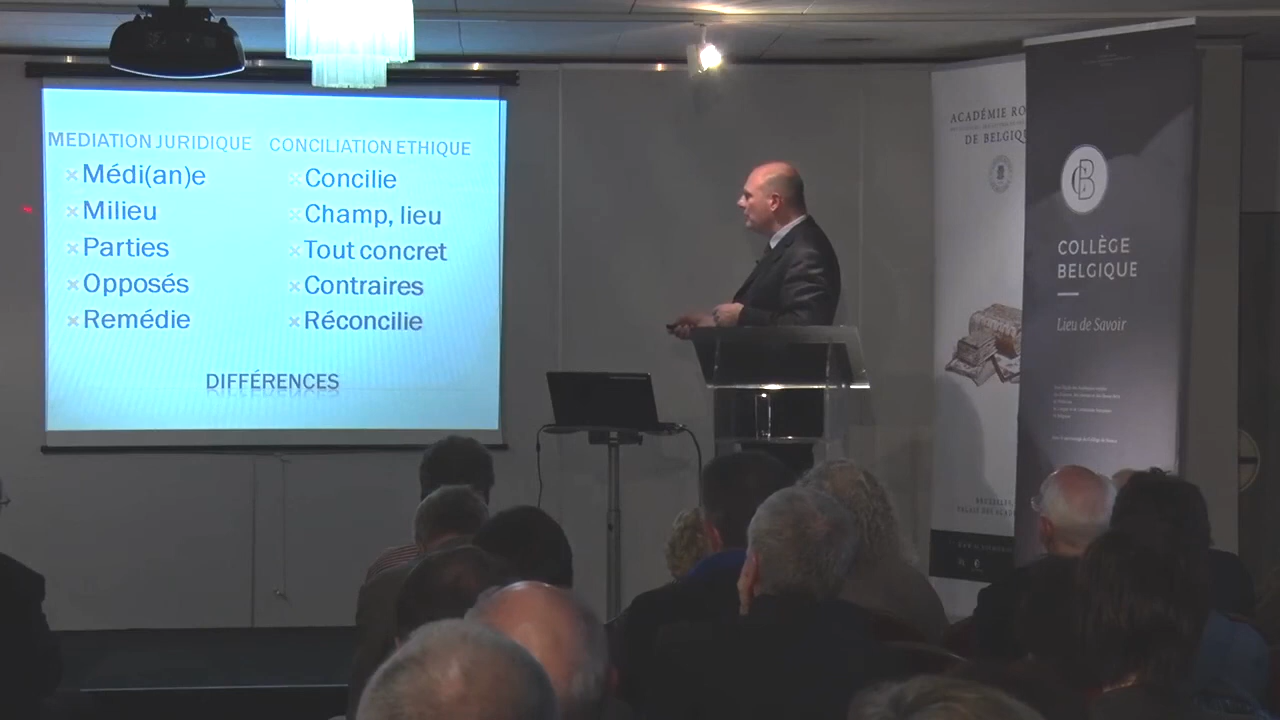 MEDIATION JURIDIQUE
Médi(an)e
Milieu
Parties
Opposés
Remédie
CONCILIATION ETHIQUE
Concilie
Champ, lieu
Tout concret
Contraires
Réconcilie
DIFFÉRENCES
ACADÉMIE RO
DE BELGIQU
CB
COLLÈGE
BELGIQUE
Lieu de Savoir